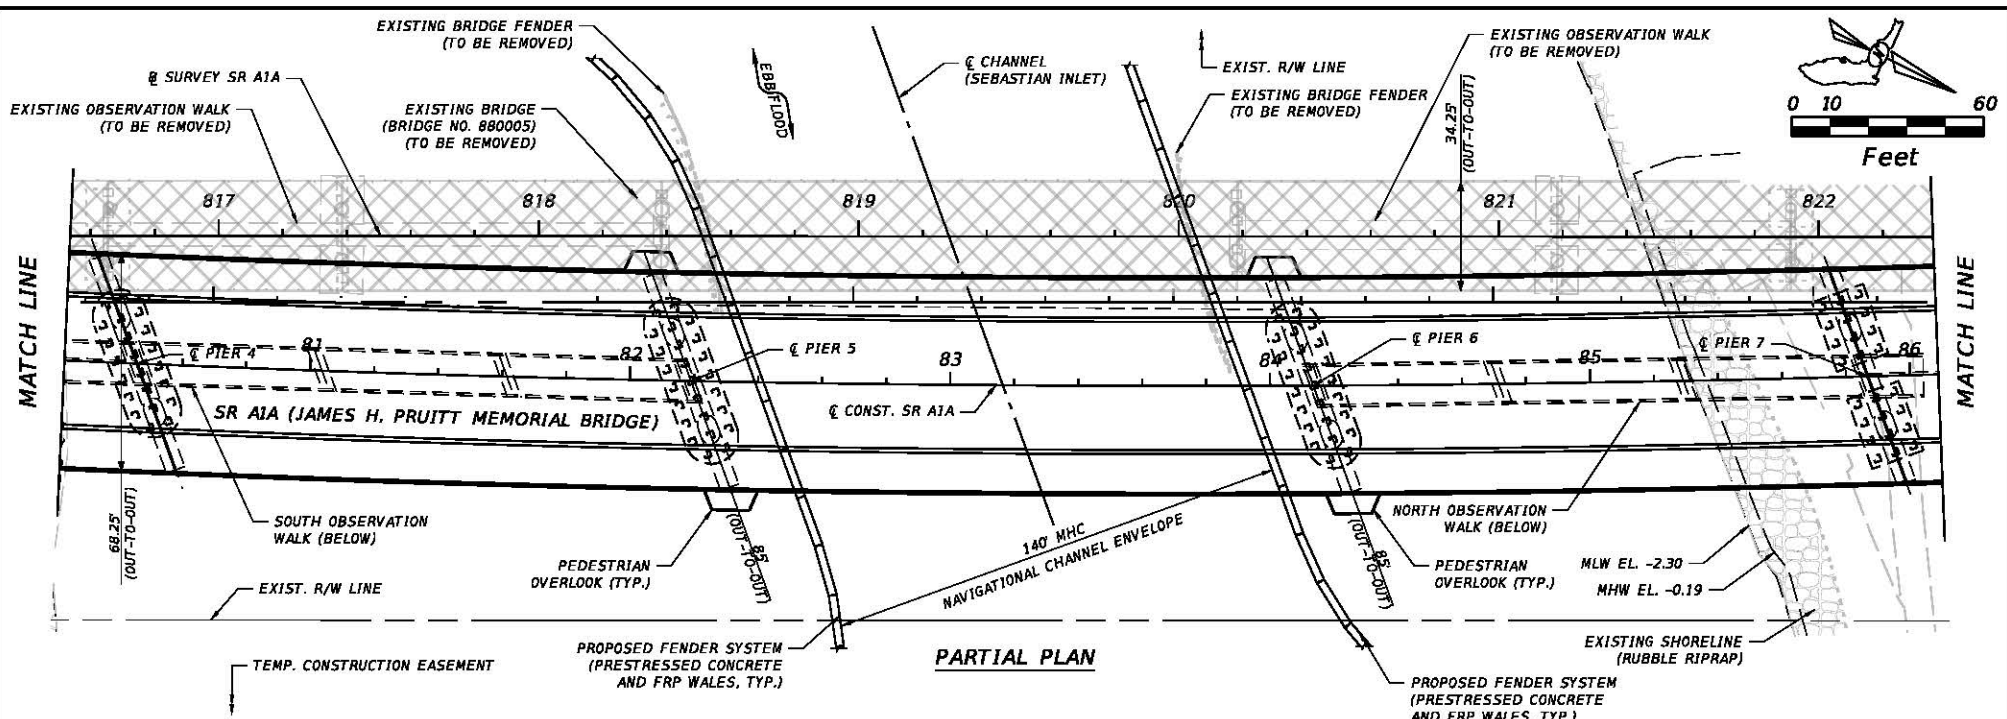 EXISTING BRIDGE FENDER
(TO BE REMOVED)
℄ CHANNEL
(SEBASTIAN INLET)
EXIST. R/W LINE
EXISTING OBSERVATION WALK
(TO BE REMOVED)
0 10 60
Feet
℄ SURVEY SR A1A
EXISTING OBSERVATION WALK
(TO BE REMOVED)
EXISTING BRIDGE
(BRIDGE NO. 880005)
(TO BE REMOVED)
EBB
FLOOD
EXISTING BRIDGE FENDER
(TO BE REMOVED)
34.25'
(OUT-TO-OUT)
817 818 819 820 821 822
MATCH LINE
MATCH LINE
℄ PIER 4
81 82 83 84 85 86
℄ PIER 5
℄ PIER 6
℄ PIER 7
℄ CONST. SR A1A
SR A1A (JAMES H. PRUITT MEMORIAL BRIDGE)
68.25'
(OUT-TO-OUT)
SOUTH OBSERVATION
WALK (BELOW)
PEDESTRIAN
OVERLOOK (TYP.)
85'
(OUT-TO-OUT)
140' MHC
NAVIGATIONAL CHANNEL ENVELOPE
85'
(OUT-TO-OUT)
NORTH OBSERVATION
WALK (BELOW)
PEDESTRIAN
OVERLOOK (TYP.)
MLW EL. -2.30
MHW EL. -0.19
EXIST. R/W LINE
TEMP. CONSTRUCTION EASEMENT
PROPOSED FENDER SYSTEM
(PRESTRESSED CONCRETE
AND FRP WALES, TYP.)
PARTIAL PLAN
EXISTING SHORELINE
(RUBBLE RIPRAP)
PROPOSED FENDER SYSTEM
(PRESTRESSED CONCRETE
AND FRP WALES, TYP.)